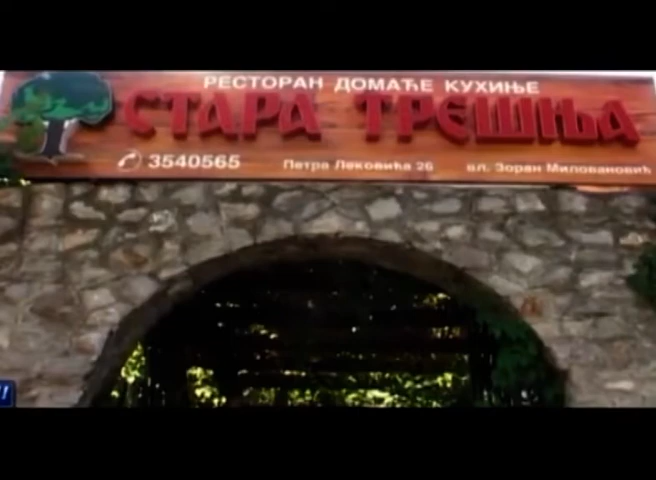 РЕСТОРАН ДОМАЋЕ КУХИЊЕ
СТАРА ТРЕШЊА
3540565 Петра Лековића 26 вл. Зоран Миловановић